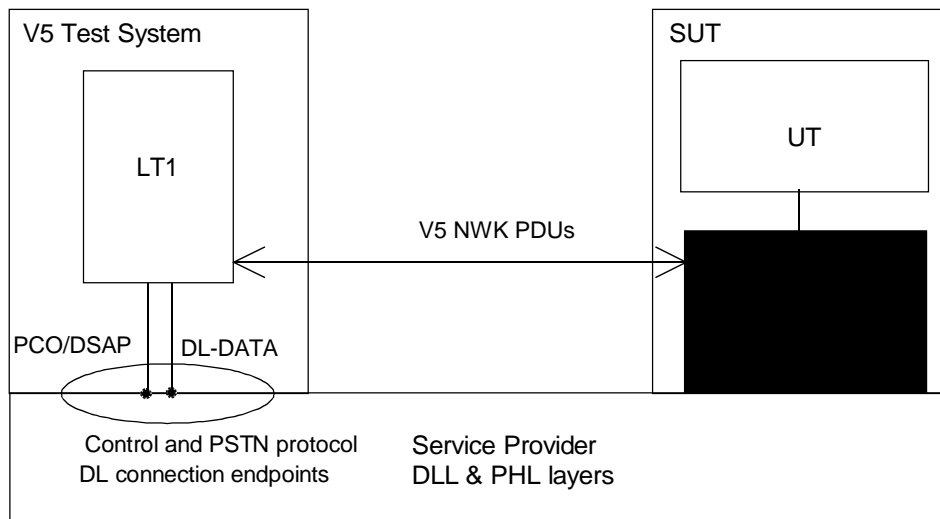 V5 Test System
SUT
LT1
UT
V5 NWK PDUs
PCO/DSAP
DL-DATA
Control and PSTN protocol
DL connection endpoints
Service Provider
DLL & PHL layers